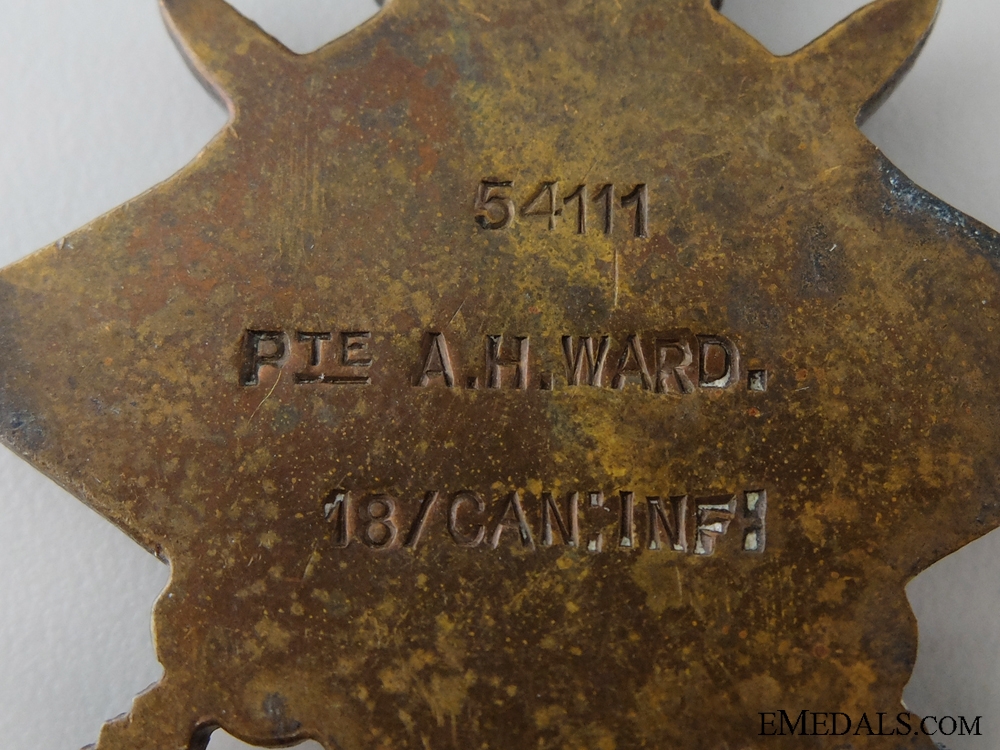 54111
PTE A.H.WARD.
18/CAN:INF:
EMEDALS.COM